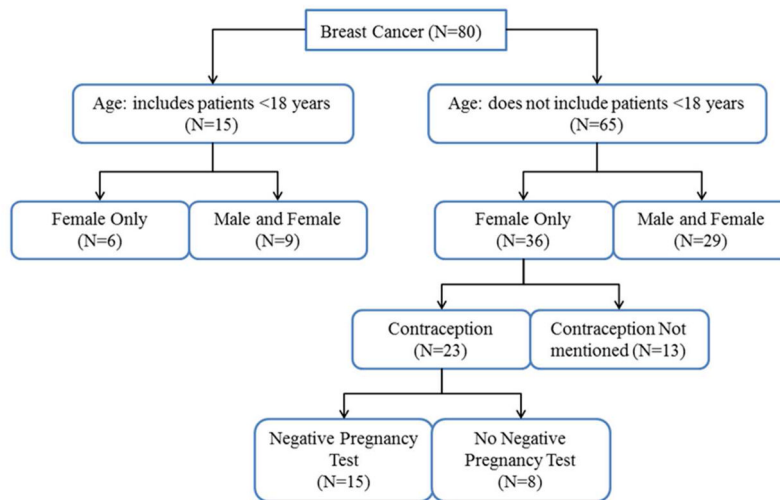 Breast Cancer (N=80)
Age: includes patients <18 years
(N=15)
Age: does not include patients <18 years
(N=65)
Female Only
(N=6)
Male and Female
(N=9)
Female Only
(N=36)
Male and Female
(N=29)
Contraception
(N=23)
Contraception Not
mentioned (N=13)
Negative Pregnancy
Test
(N=15)
No Negative
Pregnancy Test
(N=8)